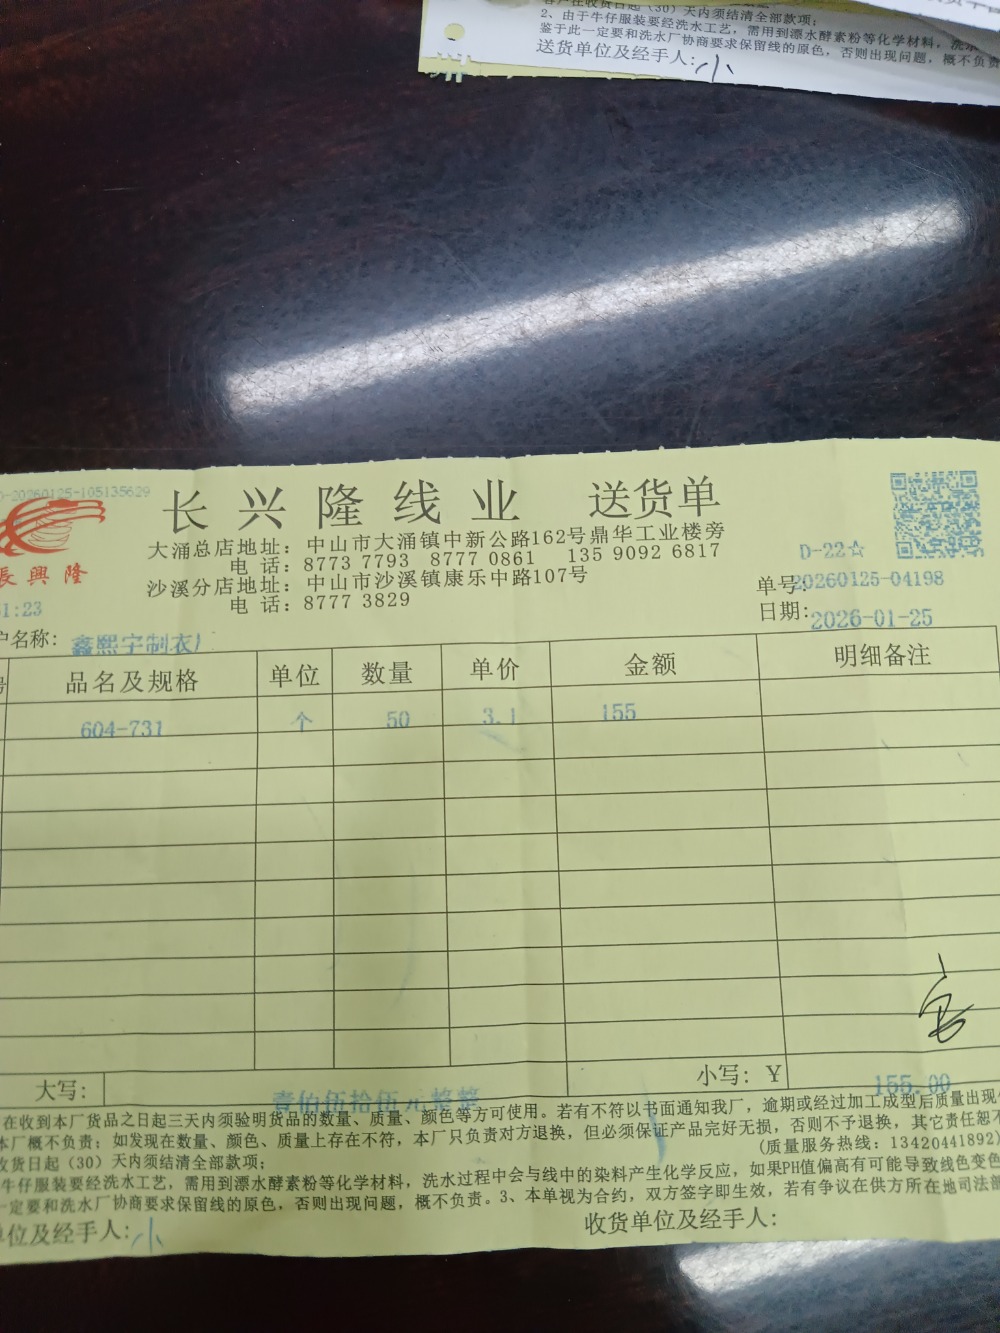 (30)天内须结清全部款项；
2、由于牛仔服装要经洗水工艺，需用到漂水酵素粉等化学材料，洗水
鉴于此一定要和洗水厂协商要求保留线的原色，否则出现问题，概不负责
送货单位及经手人: 小
-20260125-105135629
长兴隆线业 送货单
大涌总店地址：中山市大涌镇中新公路162号鼎华工业楼旁
电 话：8773 7793 8777 0861 135 9092 6817
沙溪分店地址：中山市沙溪镇康乐中路107号
电 话：8777 3829
長興隆
D-22☆
单号:20260125-04198
日期:2026-01-25
1:23
户名称: 鑫熙宇制衣厂
品名及规格 单位 数量 单价 金额 明细备注
604-731 个 50 3.1 155
大写: 壹佰伍拾伍元整整 小写: ￥ 155.00
在收到本厂货品之日起三天内须验明货品的数量、质量、颜色等方可使用。若有不符以书面通知我厂，逾期或经过加工成型后质量出现
本厂概不负责；如发现在数量、颜色、质量上存在不符，本厂只负责对方退换，但必须保证产品完好无损，否则不予退换，其它责任恕不
收货日起（30）天内须结清全部款项；
(质量服务热线：13420441892)
牛仔服装要经洗水工艺，需用到漂水酵素粉等化学材料，洗水过程中会与线中的染料产生化学反应，如果PH值偏高有可能导致线色变色
一定要和洗水厂协商要求保留线的原色，否则出现问题，概不负责。3、本单视为合约，双方签字即生效，若有争议在供方所在地司法部
单位及经手人: 小
收货单位及经手人: